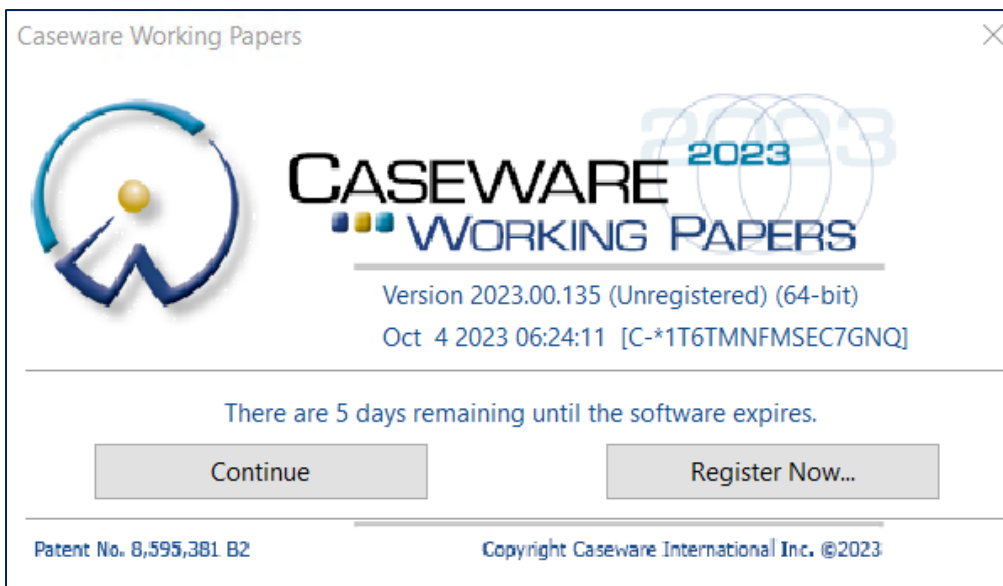 Caseware Working Papers
2023
CASEWARE 2023
WORKING PAPERS
Version 2023.00.135 (Unregistered) (64-bit)
Oct 4 2023 06:24:11 [C-*1T6TMNFMSEC7GNQ]
There are 5 days remaining until the software expires.
Continue
Register Now...
Patent No. 8,595,381 B2
Copyright Caseware International Inc. ©2023